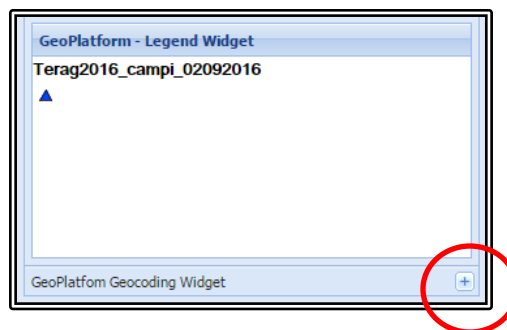 GeoPlatform - Legend Widget
Terag2016_campi_02092016
GeoPlatfom Geocoding Widget